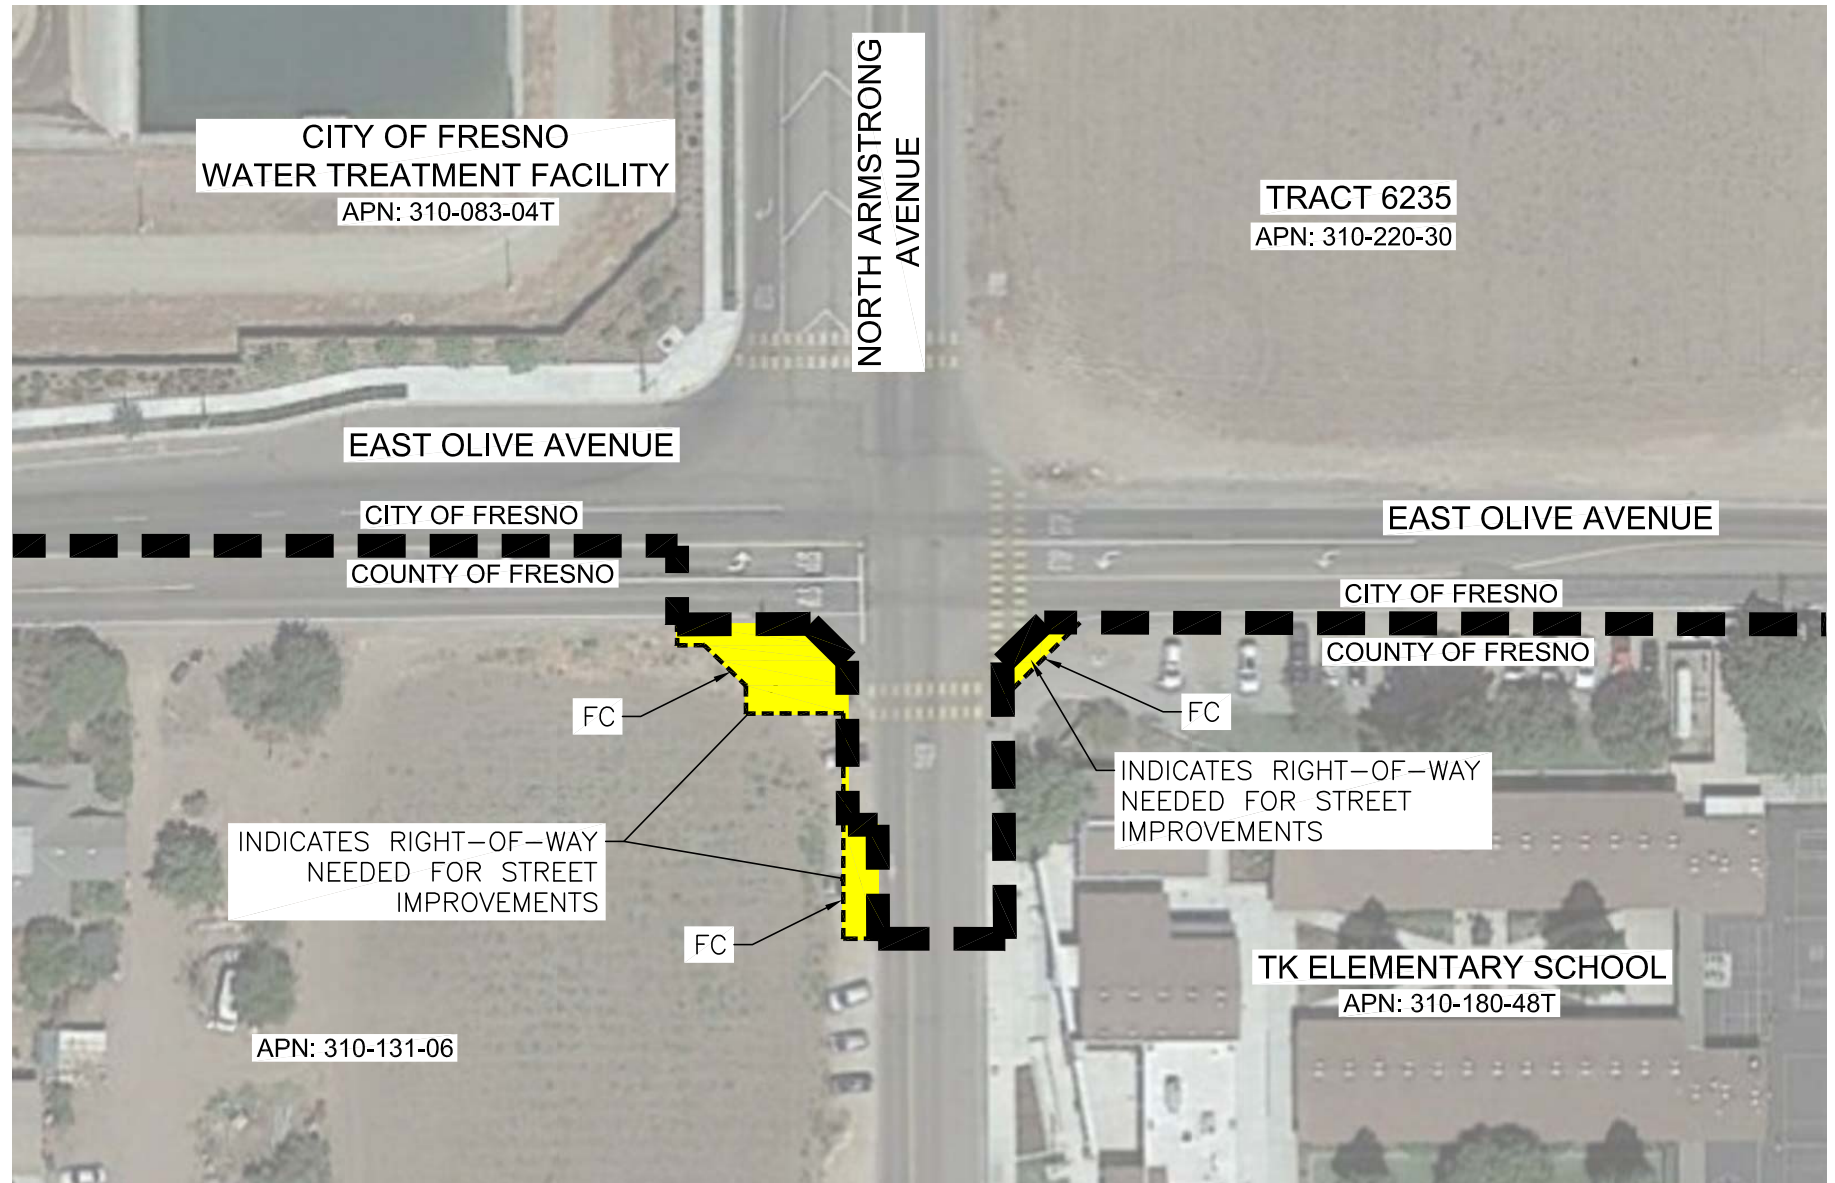 CITY OF FRESNO
WATER TREATMENT FACILITY
APN: 310-083-04T
NORTH ARMSTRONG
AVENUE
TRACT 6235
APN: 310-220-30
EAST OLIVE AVENUE
CITY OF FRESNO
COUNTY OF FRESNO
EAST OLIVE AVENUE
CITY OF FRESNO
COUNTY OF FRESNO
FC
FC
INDICATES RIGHT-OF-WAY
NEEDED FOR STREET
IMPROVEMENTS
INDICATES RIGHT-OF-WAY
NEEDED FOR STREET
IMPROVEMENTS
FC
TK ELEMENTARY SCHOOL
APN: 310-180-48T
APN: 310-131-06